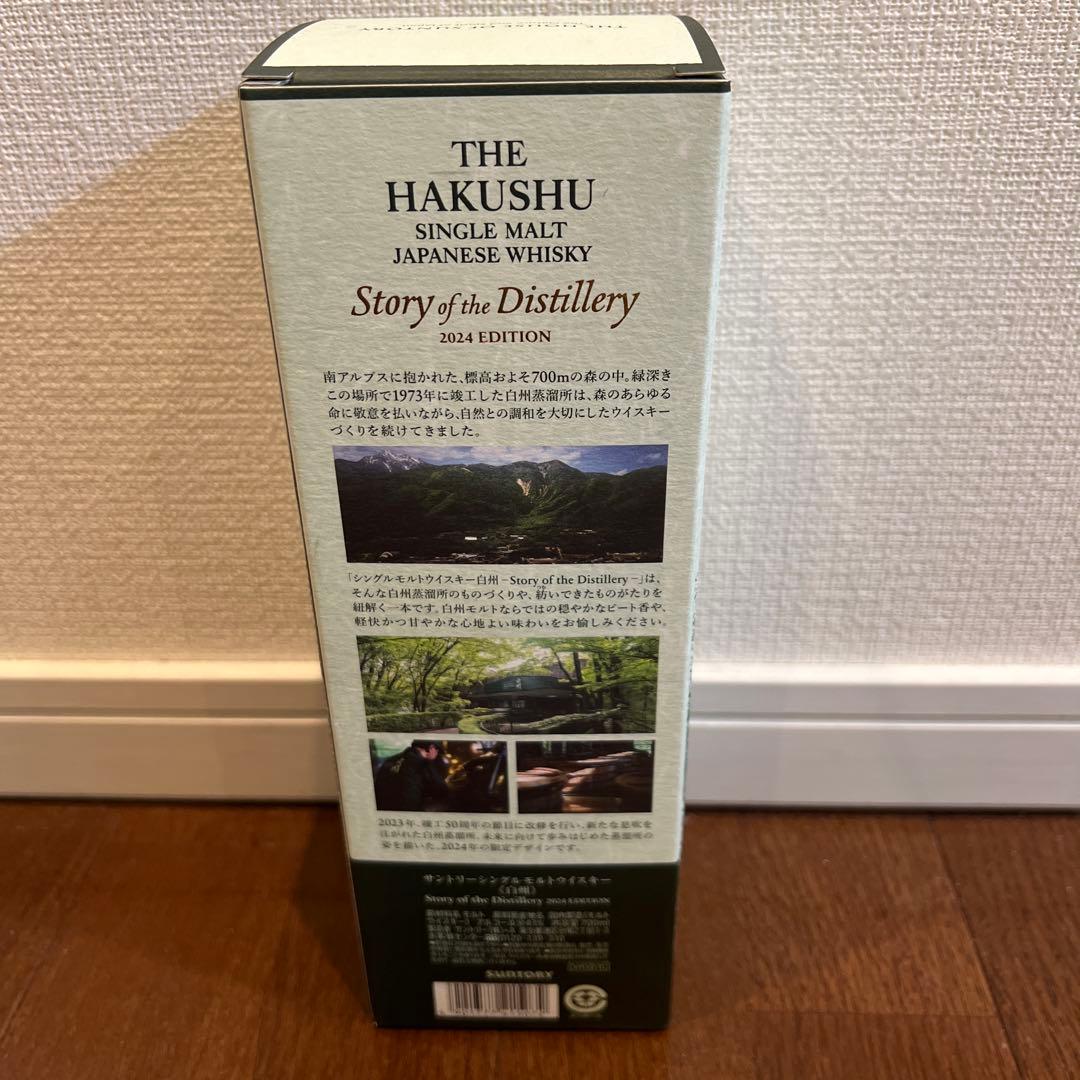 THE HOUSE OF SUNTORY
THE
HAKUSHU
SINGLE MALT
JAPANESE WHISKY
Story of the Distillery
2024 EDITION
南アルプスに抱かれた、標高およそ700mの森の中。緑深き
この場所で1973年に竣工した白州蒸溜所は、森のあらゆる
命に敬意を払いながら、自然との調和を大切にしたウイスキー
づくりを続けてきました。
「シングルモルトウイスキー白州 –Story of the Distillery –」は、
そんな白州蒸溜所のものづくりや、紡いできたものがたりを
紐解く一本です。白州モルトならではの穏やかなピート香や、
軽快かつ甘やかな心地よい味わいをお愉しみください。
2023年、竣工50周年の節目に改修を行い、新たな息吹を
注がれた白州蒸溜所。未来に向けて歩みはじめた蒸溜所の
姿を描いた、2024年の限定デザインです。
サントリーシングルモルトウイスキー
〈白州〉
Story of the Distillery 2024 EDITION
SUNTORY